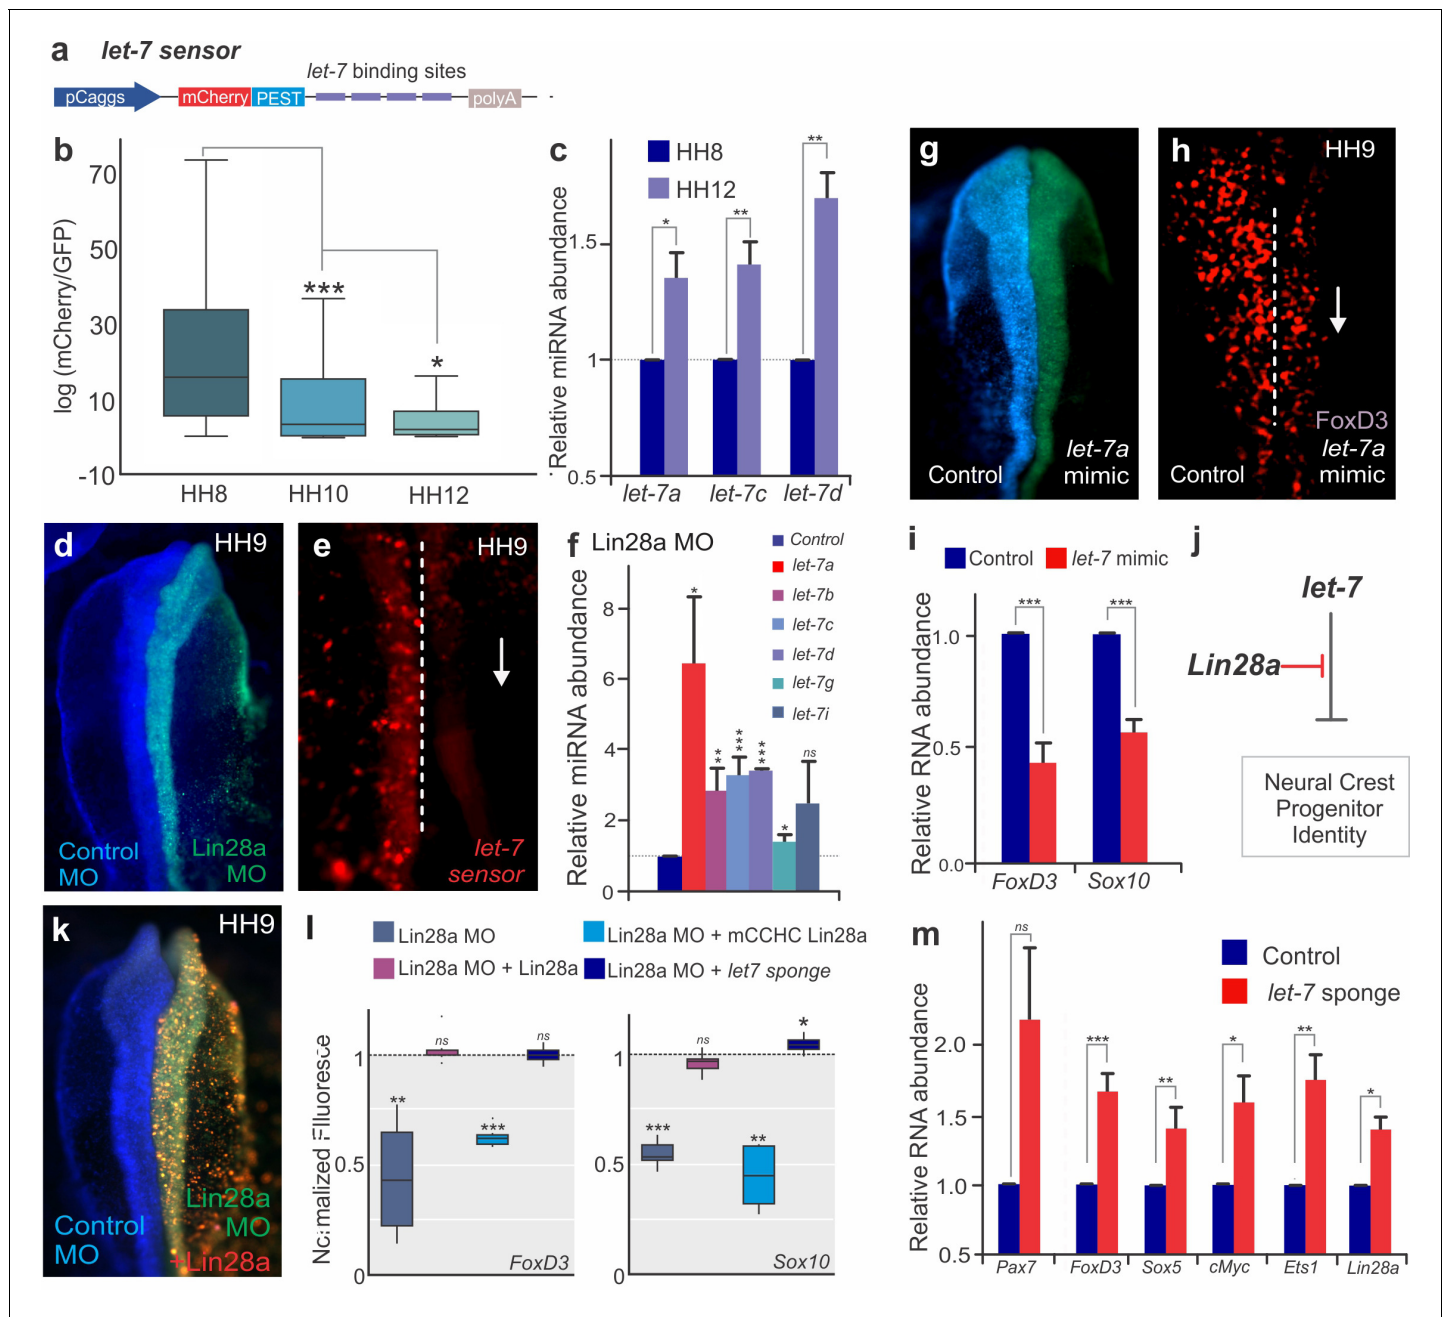 a let-7 sensor
let-7 binding sites
pCaggs mCherry PEST polyA
b
log (mCherry/GFP)
70
50
30
10
-10
***
*
HH8 HH10 HH12
c
HH8
HH12
Relative miRNA abundance
1.5
1
0.5
*
**
**
let-7a let-7c let-7d
g
Control
let-7a
mimic
h HH9
FoxD3
Control
let-7a
mimic
d HH9
Control
MO
Lin28a
MO
e HH9
let-7
sensor
f Lin28a MO
Control
let-7a
let-7b
let-7c
let-7d
let-7g
let-7i
Relative miRNA abundance
8
6
4
2
0
*
**
***
***
*
ns
i
Control let-7 mimic
Relative RNA abundance
1.0
0.5
0.0
***
***
FoxD3 Sox10
j
let-7
Lin28a
Neural Crest
Progenitor
Identity
k HH9
Control
MO
Lin28a
MO
+Lin28a
l
Lin28a MO
Lin28a MO + mCCHC Lin28a
Lin28a MO + Lin28a
Lin28a MO + let7 sponge
1
0.5
0
**
ns
***
ns
FoxD3
1
0.5
0
***
ns
**
*
Sox10
m
Control
let-7 sponge
Relative RNA abundance
2.0
1.5
1.0
0.5
ns
***
**
*
**
*
Pax7 FoxD3 Sox5 cMyc Ets1 Lin28a